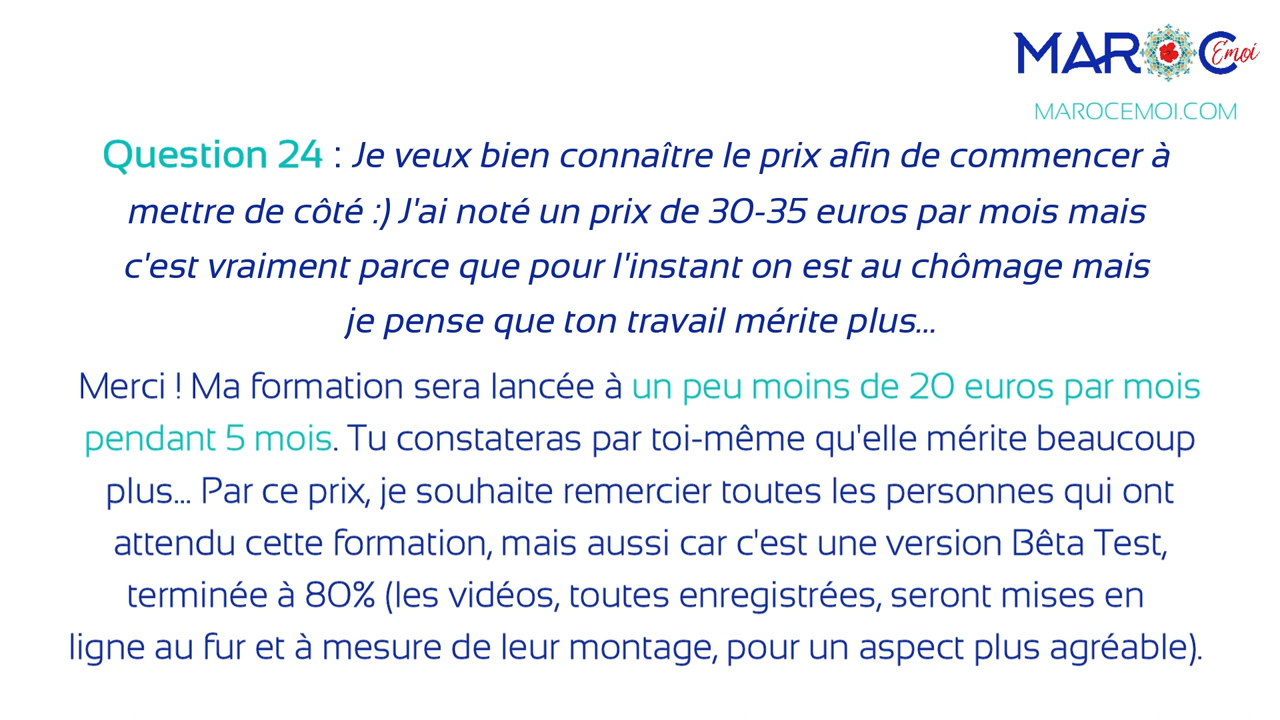 MAROC Emoi
MAROCEMOI.COM
Question 24 : Je veux bien connaître le prix afin de commencer à
mettre de côté :) J'ai noté un prix de 30-35 euros par mois mais
c'est vraiment parce que pour l'instant on est au chômage mais
je pense que ton travail mérite plus...
Merci ! Ma formation sera lancée à un peu moins de 20 euros par mois
pendant 5 mois. Tu constateras par toi-même qu'elle mérite beaucoup
plus... Par ce prix, je souhaite remercier toutes les personnes qui ont
attendu cette formation, mais aussi car c'est une version Bêta Test,
terminée à 80% (les vidéos, toutes enregistrées, seront mises en
ligne au fur et à mesure de leur montage, pour un aspect plus agréable).